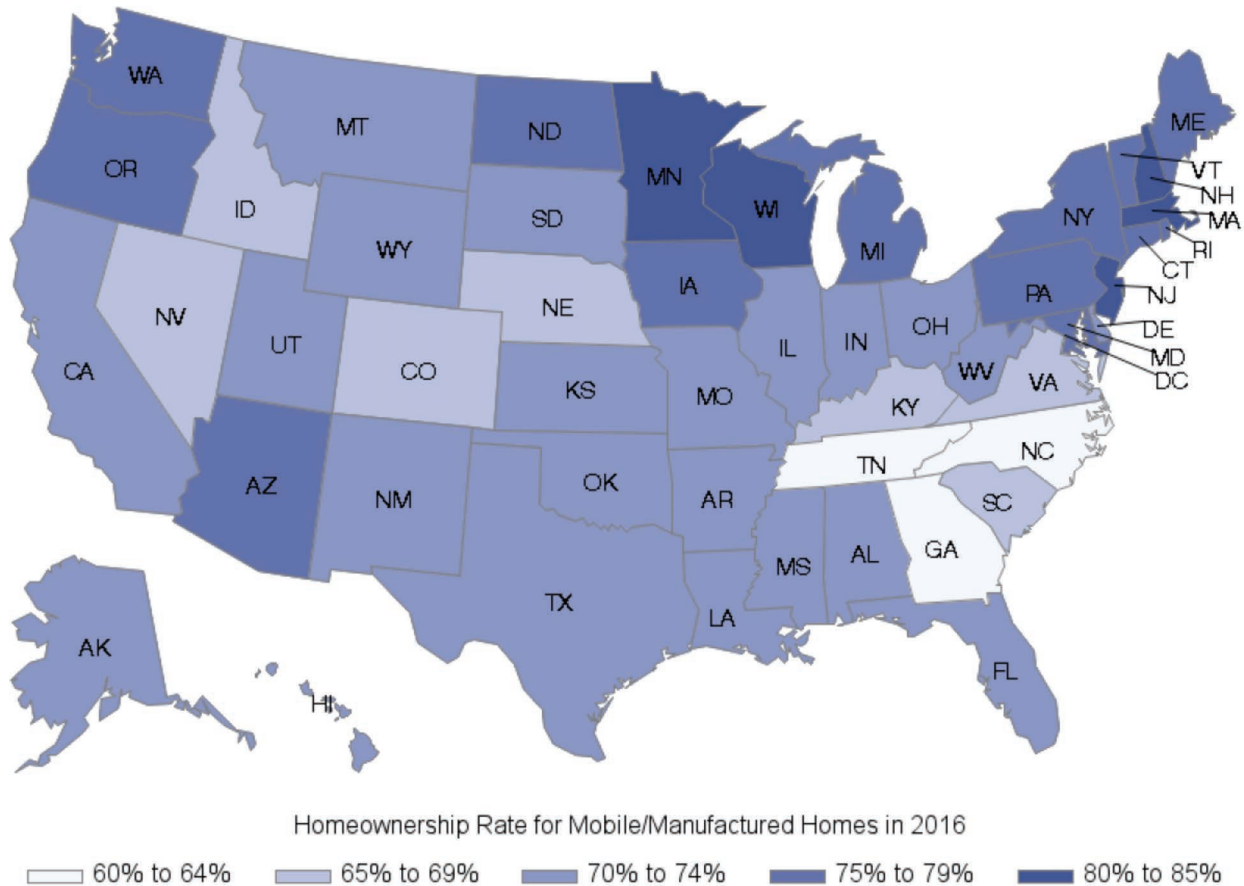 WA
MT
ND
ME
OR
MN
VT
ID
SD
WI
NH
NY
MA
WY
MI
RI
CT
IA
PA
NJ
NE
NV
OH
DE
UT
IL
IN
MD
CA
CO
WV
VA
DC
KS
MO
KY
TN
NC
AZ
OK
NM
AR
SC
GA
MS
AL
TX
LA
AK
FL
HI
Homeownership Rate for Mobile/Manufactured Homes in 2016
60% to 64% 65% to 69% 70% to 74% 75% to 79% 80% to 85%